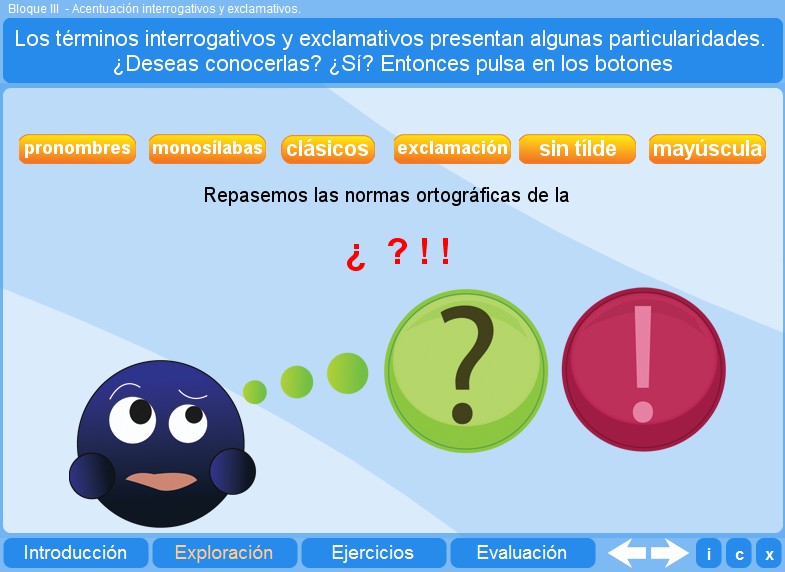 Bloque III  - Acentuación interrogativos y exclamativos.
Los términos interrogativos y exclamativos presentan algunas particularidades.
¿Deseas conocerlas? ¿Sí? Entonces pulsa en los botones
pronombres monosílabas clásicos exclamación sin tílde mayúscula
Repasemos las normas ortográficas de la
¿  ? ! !
? !
Introducción Exploración Ejercicios Evaluación i c x